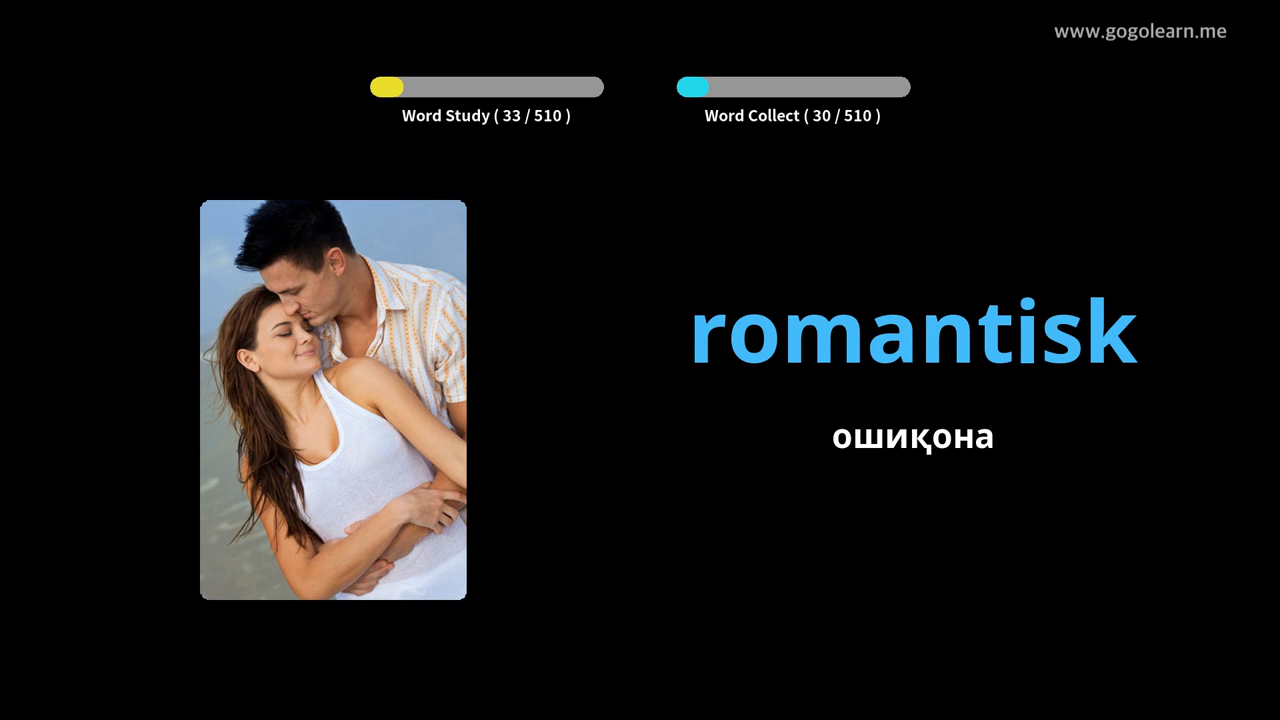 www.gogolearn.me
Word Study ( 33 / 510 )
Word Collect ( 30 / 510 )
romantisk
ошиқона